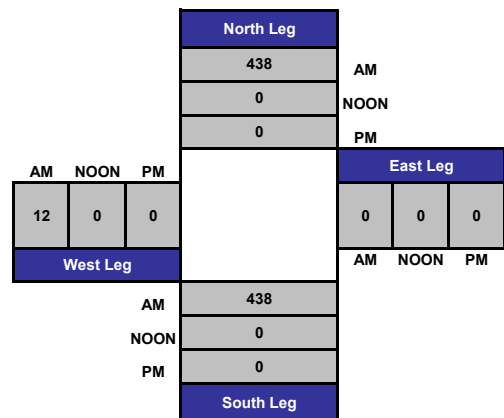 North Leg
438 AM
0 NOON
0 PM
AM NOON PM East Leg
12 0 0 0 0 0
West Leg AM NOON PM
AM 438
NOON 0
PM 0
South Leg